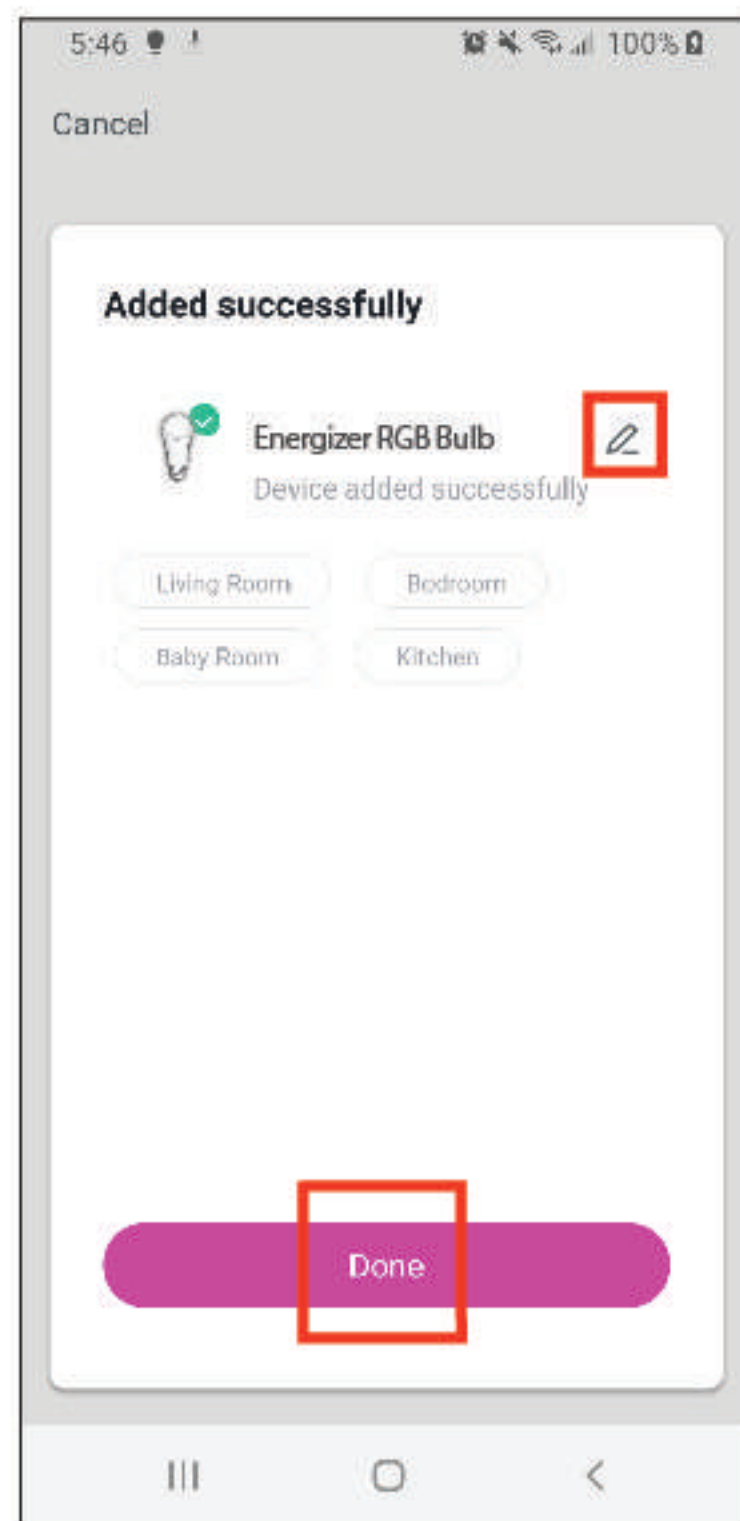 5:46 100%
Cancel
Added successfully
Energizer RGB Bulb
Device added successfully
Living Room Bedroom
Baby Room Kitchen
Done